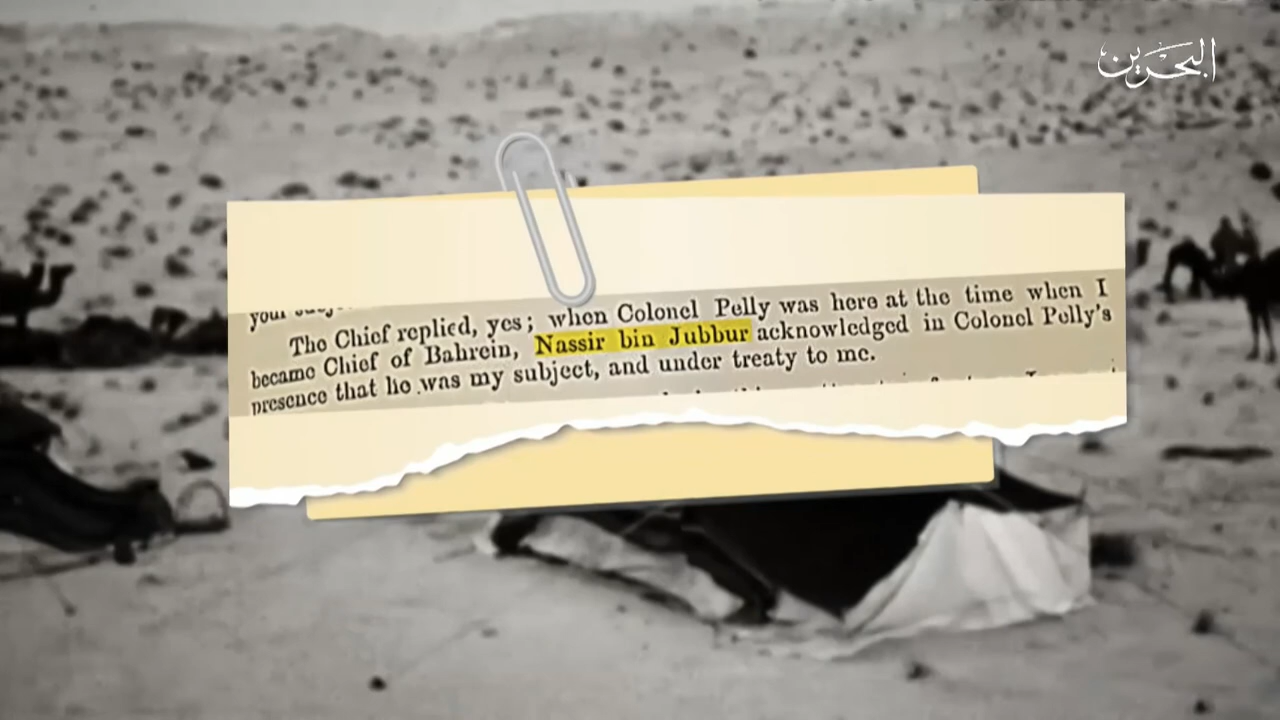 البحرين
The Chief replied, yes; when Colonel Pelly was here at the time when I
became Chief of Bahrein, Nassir bin Jubbur acknowledged in Colonel Pelly's
presence that he was my subject, and under treaty to me.